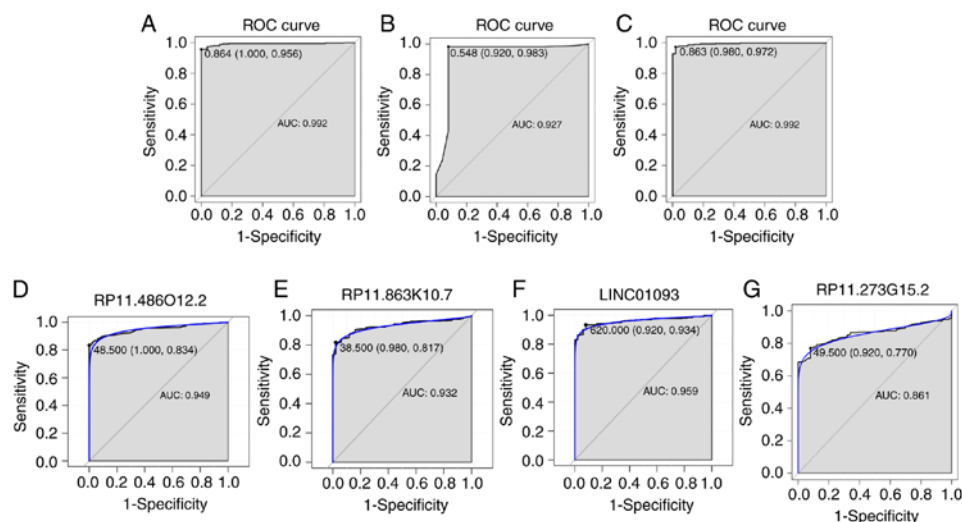 A
ROC curve
1.0
0.8
0.6
0.4
0.2
0.0
Sensitivity
0.864 (1.000, 0.956)
AUC: 0.992
0.0 0.2 0.4 0.6 0.8 1.0
1-Specificity
B
ROC curve
1.0
0.8
0.6
0.4
0.2
0.0
Sensitivity
0.548 (0.920, 0.983)
AUC: 0.927
0.0 0.2 0.4 0.6 0.8 1.0
1-Specificity
C
ROC curve
1.0
0.8
0.6
0.4
0.2
0.0
Sensitivity
0.863 (0.980, 0.972)
AUC: 0.992
0.0 0.2 0.4 0.6 0.8 1.0
1-Specificity
D
RP11.486O12.2
1.0
0.8
0.6
0.4
0.2
0.0
Sensitivity
48.500 (1.000, 0.834)
AUC: 0.949
0.0 0.2 0.4 0.6 0.8 1.0
1-Specificity
E
RP11.863K10.7
1.0
0.8
0.6
0.4
0.2
0.0
Sensitivity
38.500 (0.980, 0.817)
AUC: 0.932
0.0 0.2 0.4 0.6 0.8 1.0
1-Specificity
F
LINC01093
1.0
0.8
0.6
0.4
0.2
0.0
Sensitivity
620.000 (0.920, 0.934)
AUC: 0.959
0.0 0.2 0.4 0.6 0.8 1.0
1-Specificity
G
RP11.273G15.2
1.0
0.8
0.6
0.4
0.2
0.0
Sensitivity
49.500 (0.920, 0.770)
AUC: 0.861
0.0 0.2 0.4 0.6 0.8 1.0
1-Specificity